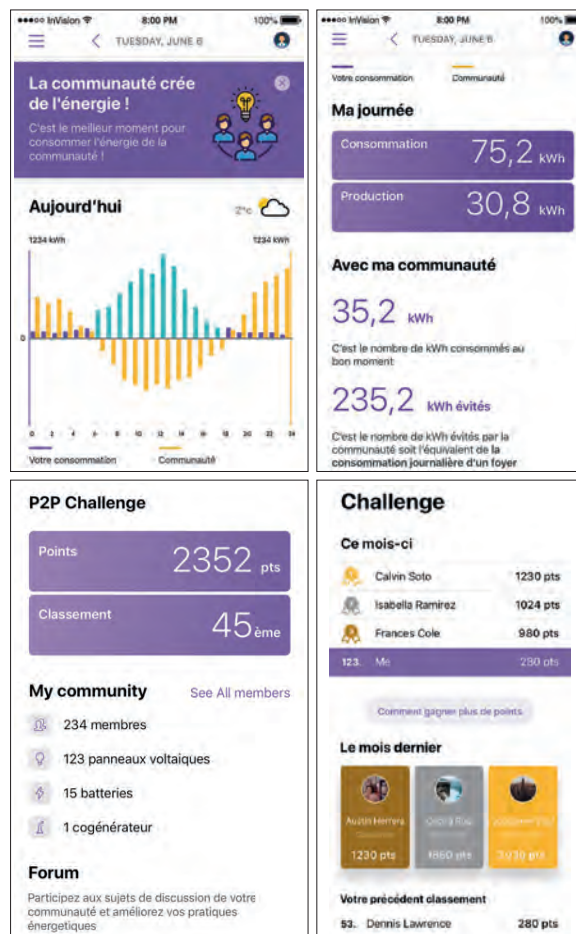 InVision
8:00 PM
100%
TUESDAY, JUNE 6
La communauté crée
de l'énergie !
C'est le meilleur moment pour
consommer l'énergie de la
communauté !
Aujourd'hui
2°c
1234 kWh
1234 kWh
0
0 2 4 6 8 10 12 14 16 18 20 22 24
Votre consommation
Communauté
InVision
8:00 PM
100%
TUESDAY, JUNE 6
Votre consommation
Communauté
Ma journée
Consommation
75,2 kWh
Production
30,8 kWh
Avec ma communauté
35,2 kWh
C'est le nombre de kWh consommés au
bon moment
235,2 kWh évités
C'est le nombre de kWh évités par la
communauté soit l'équivalent de la
consommation journalière d'un foyer
P2P Challenge
Points
2352 pts
Classement
45ème
My community
See All members
234 membres
123 panneaux voltaiques
15 batteries
1 cogénérateur
Forum
Participez aux sujets de discussion de votre
communauté et améliorez vos pratiques
énergetiques
Challenge
Ce mois-ci
Calvin Soto 1230 pts
Isabella Ramirez 1024 pts
Frances Cole 980 pts
123. Me 230 pts
Comment gagner plus de points
Le mois dernier
Austin Herrera
1230 pts
pts
pts
Votre précédent classement
53. Dennis Lawrence 280 pts